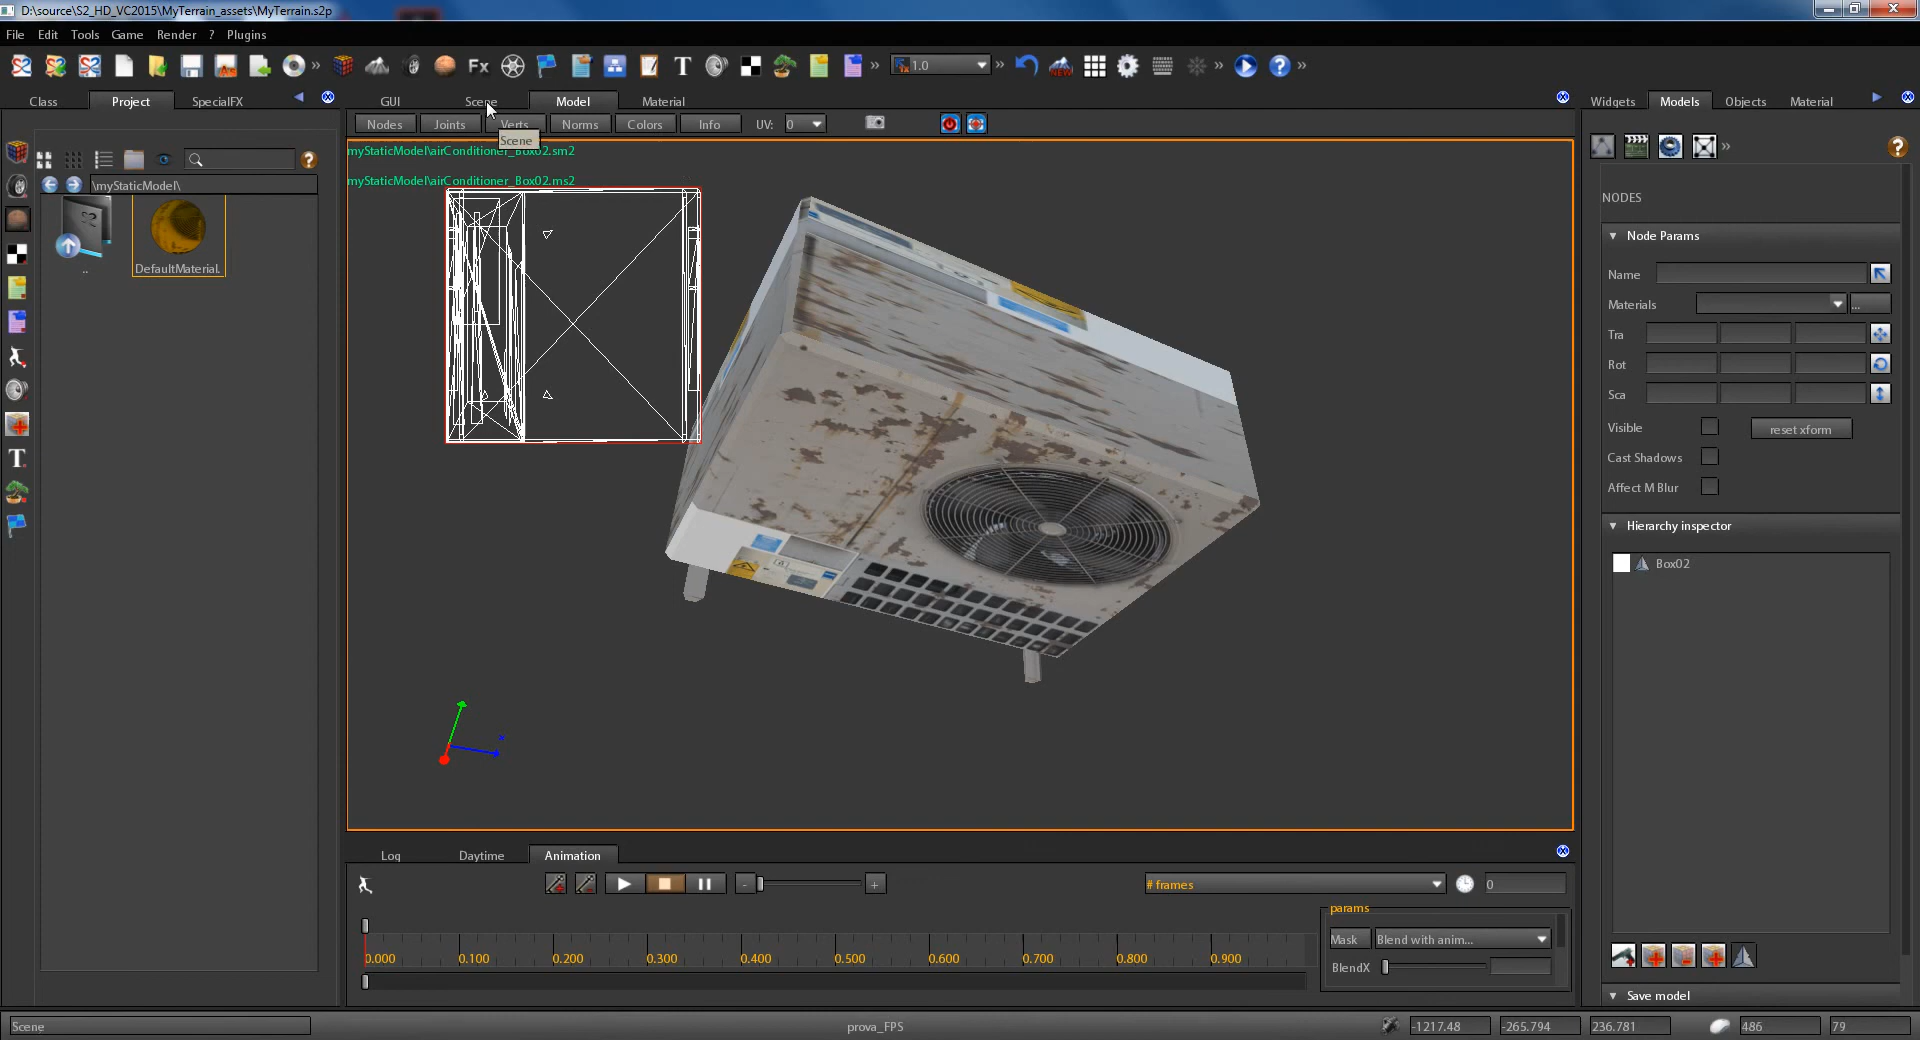 D:\source\S2_HD_VC2015\MyTerrain_assets\MyTerrain.s2p
File Edit Tools Game Render ? Plugins
Fx T 1.0
Class Project SpecialFX
GUI Scene Model Material
Widgets Models Objects Material
Nodes Joints Verts Norms Colors Info UV: 0
Scene
myStaticModel\airConditioner_Box02.sm2
myStaticModel\airConditioner_Box02.ms2
\myStaticModel\
S2
..
DefaultMaterial.
T
NODES
Node Params
Name
Materials ...
Tra
Rot
Sca
Visible reset xform
Cast Shadows
Affect M Blur
Hierarchy inspector
Box02
Save model
x
Log Daytime Animation
- + # frames 0
params
Mask Blend with anim...
BlendX
0.000 0.100 0.200 0.300 0.400 0.500 0.600 0.700 0.800 0.900
Scene prova_FPS -1217.48 -265.794 236.781 486 79